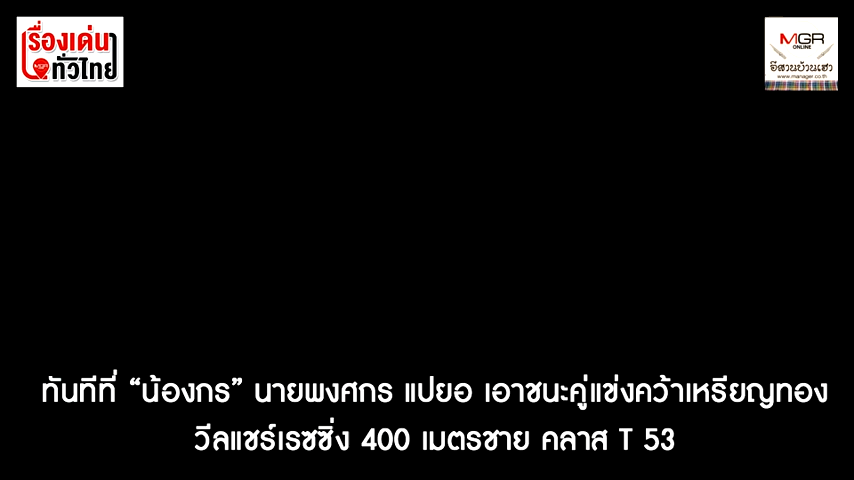 เรื่องเด่น
ทั่วไทย
MGR
ONLINE
อีสานบ้านเฮา
www.manager.co.th
ทันทีที่ “น้องกร” นายพงศกร แปยอ เอาชนะคู่แข่งคว้าเหรียญทอง
วีลแชร์เรซซิ่ง 400 เมตรชาย คลาส T 53